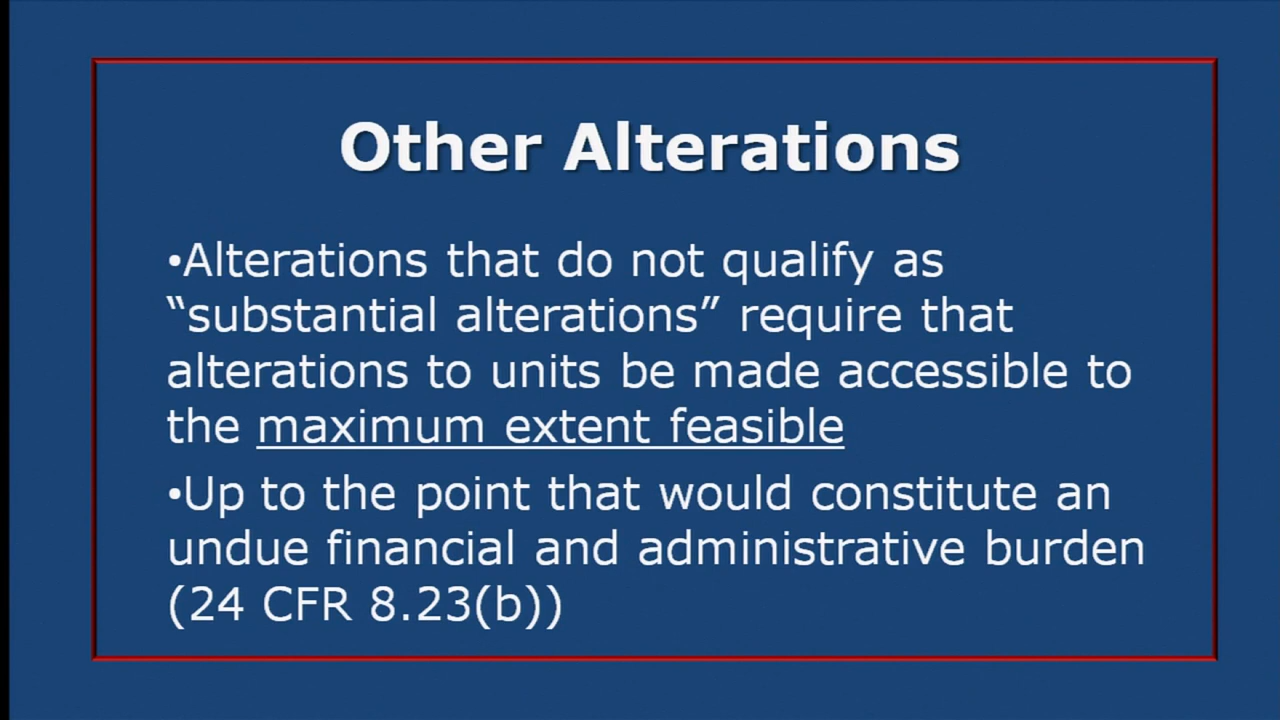 Other Alterations
•Alterations that do not qualify as
“substantial alterations” require that
alterations to units be made accessible to
the maximum extent feasible
•Up to the point that would constitute an
undue financial and administrative burden
(24 CFR 8.23(b))